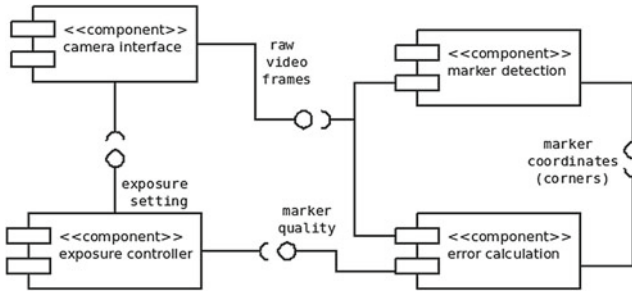 <<component>>
camera interface
raw
video
frames
<<component>>
marker detection
marker
coordinates
(corners)
exposure
setting
marker
quality
<<component>>
exposure controller
<<component>>
error calculation